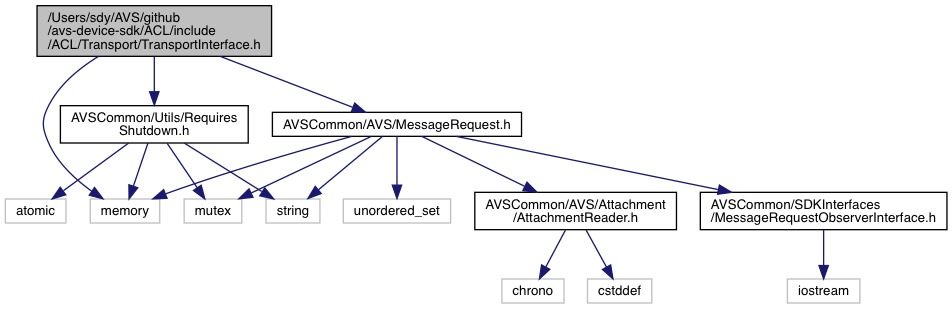 /Users/sdy/AVS/github
/avs-device-sdk/ACL/include
/ACL/Transport/TransportInterface.h
AVSCommon/Utils/Requires
Shutdown.h
AVSCommon/AVS/MessageRequest.h
atomic
memory
mutex
string
unordered_set
AVSCommon/AVS/Attachment
/AttachmentReader.h
AVSCommon/SDKInterfaces
/MessageRequestObserverInterface.h
chrono
cstddef
iostream